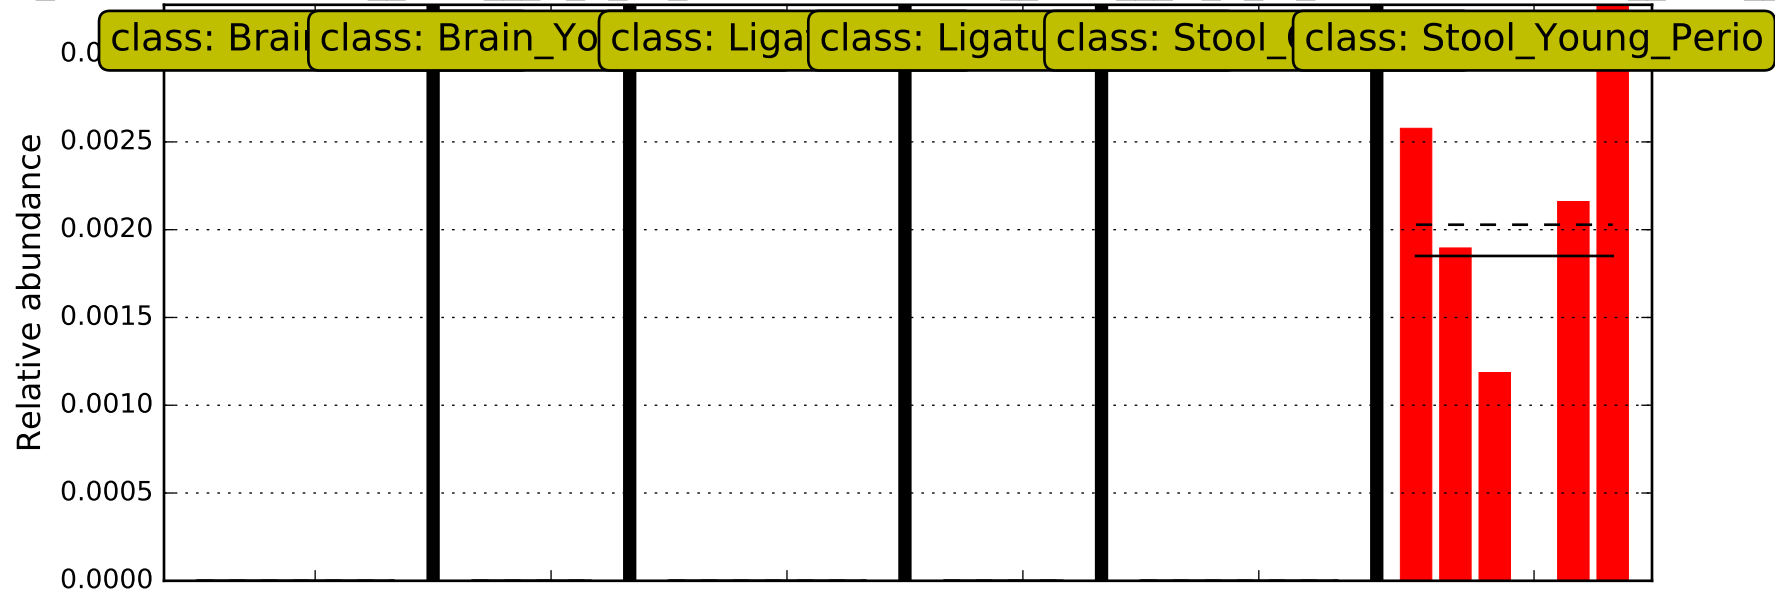 class: Brai
class: Brain_Yo
class: Liga
class: Ligatu
class: Stool_
class: Stool_Young_Perio
0.0
0.0025
0.0020
0.0015
0.0010
0.0005
0.0000
Relative abundance